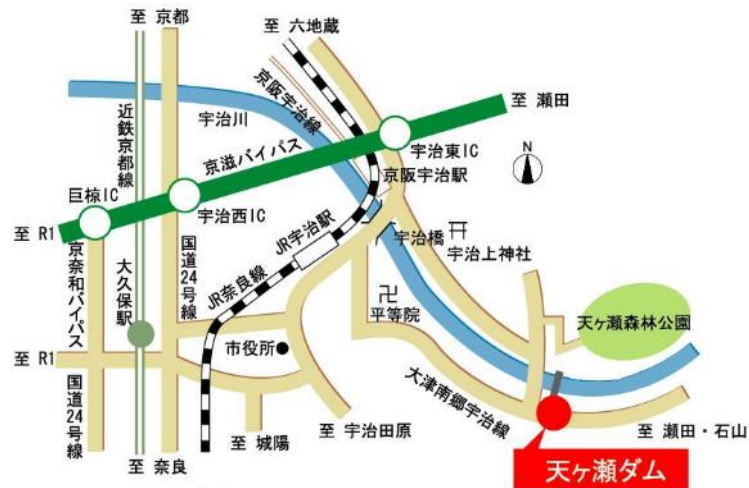 至 京都
至 六地蔵
近鉄京都線
宇治川
京阪宇治線
京滋バイパス
至 瀬田
宇治東IC
N
京阪宇治駅
巨椋IC
宇治西IC
至 R1
国道24号線
JR宇治駅
宇治橋
宇治上神社
京奈和バイパス
大久保駅
JR奈良線
平等院
天ヶ瀬森林公園
市役所
至 R1
大津南郷宇治線
国道24号線
至 城陽
至 宇治田原
至 瀬田・石山
至 奈良
天ヶ瀬ダム